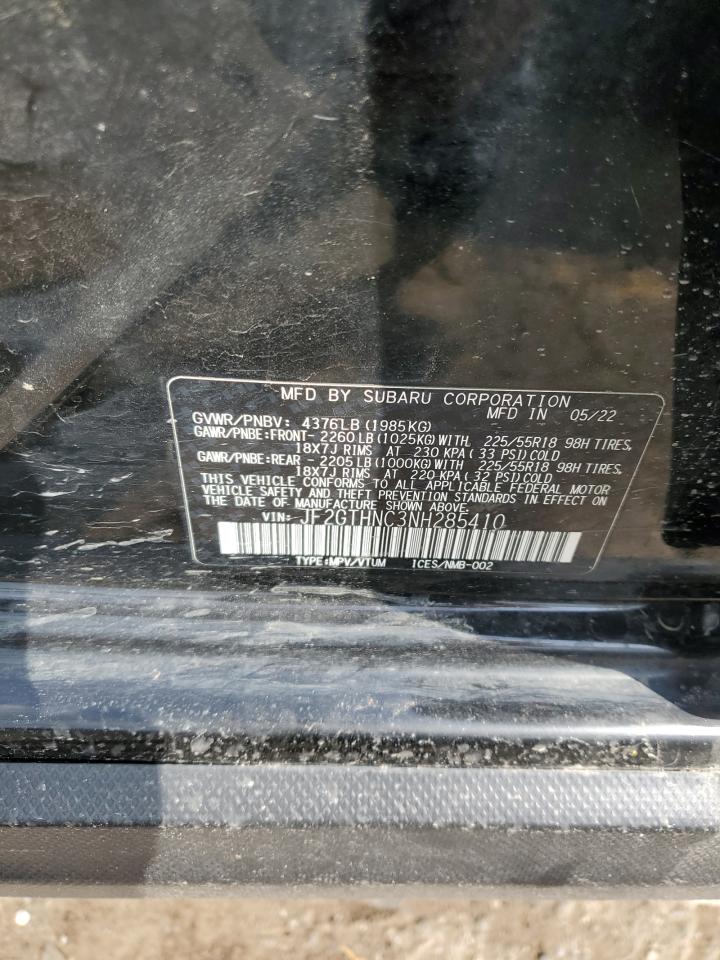 MFD BY SUBARU CORPORATION
MFD IN 05/22
GVWR/PNBV: 4376LB(1985KG)
GAWR/PNBE:FRONT- 2260LB(1025KG)WITH 225/55R18 98H TIRES,
18X7J RIMS AT 230 KPA(33 PSI)COLD
GAWR/PNBE:REAR - 2205LB(1000KG)WITH 225/55R18 98H TIRES,
18X7J RIMS AT 220 KPA(32 PSI)COLD
THIS VEHICLE CONFORMS TO ALL APPLICABLE FEDERAL MOTOR
VEHICLE SAFETY AND THEFT PREVENTION STANDARDS IN EFFECT ON
THE DATE OF MANUFACTURE SHOWN ABOVE.
VIN: JF2GTHNC3NH285410
TYPE:MPV/VTUM ICES/NMB-002